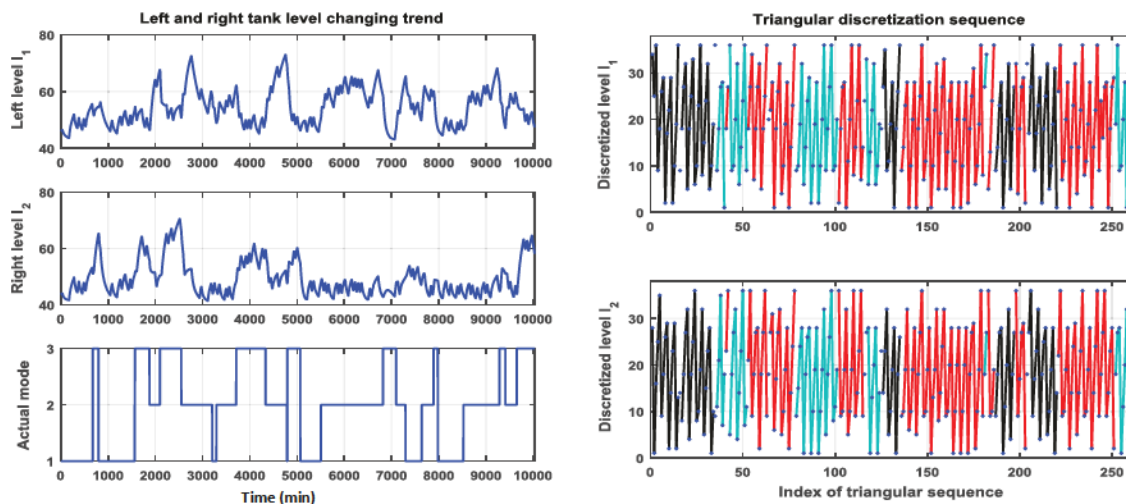 Left and right tank level changing trend
80
60
40
Left level l1
0 1000 2000 3000 4000 5000 6000 7000 8000 9000 10000
80
60
40
Right level l2
0 1000 2000 3000 4000 5000 6000 7000 8000 9000 10000
3
2
1
Actual mode
0 1000 2000 3000 4000 5000 6000 7000 8000 9000 10000
Time (min)
Triangular discretization sequence
30
20
10
0
Discretized level l1
0 50 100 150 200 250
30
20
10
0
Discretized level l2
0 50 100 150 200 250
Index of triangular sequence